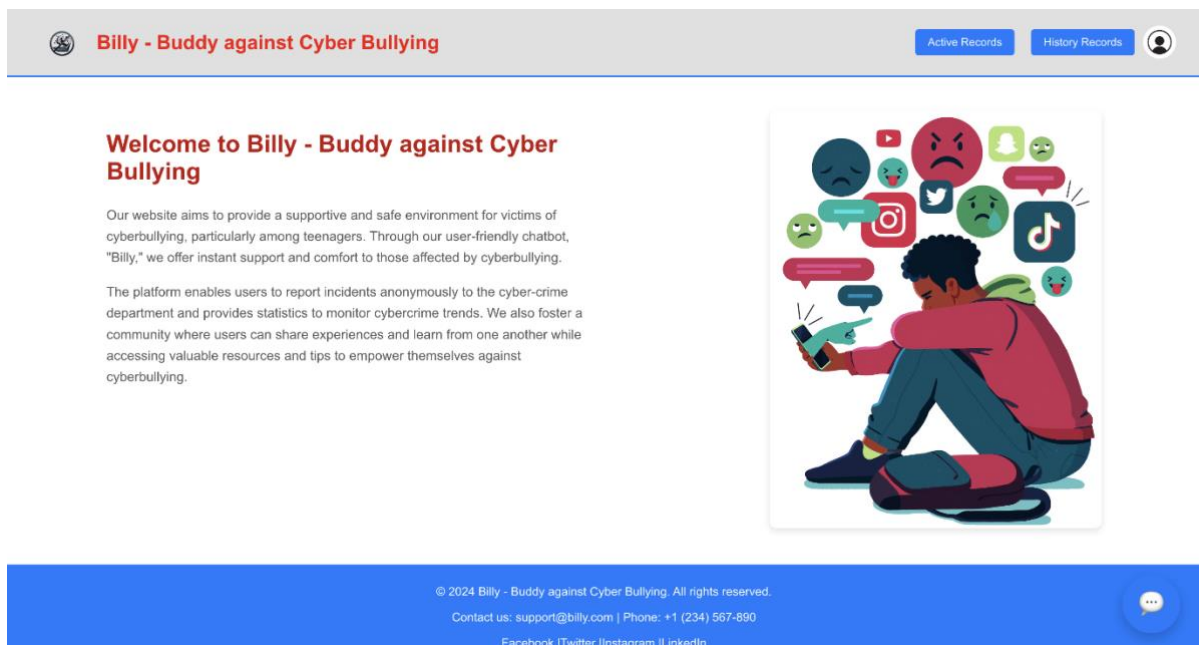 Billy - Buddy against Cyber Bullying
Active Records
History Records
Welcome to Billy - Buddy against Cyber
Bullying
Our website aims to provide a supportive and safe environment for victims of
cyberbullying, particularly among teenagers. Through our user-friendly chatbot,
"Billy," we offer instant support and comfort to those affected by cyberbullying.
The platform enables users to report incidents anonymously to the cyber-crime
department and provides statistics to monitor cybercrime trends. We also foster a
community where users can share experiences and learn from one another while
accessing valuable resources and tips to empower themselves against
cyberbullying.
© 2024 Billy - Buddy against Cyber Bullying. All rights reserved.
Contact us: support@billy.com | Phone: +1 (234) 567-890
Facebook |Twitter |Instagram |LinkedIn